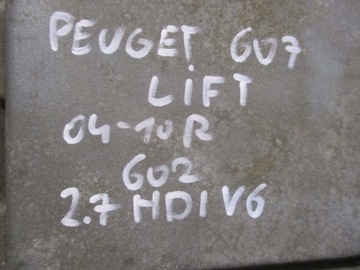 PEUGET 607
LIFT
04-10R
602
2.7 HDI V6